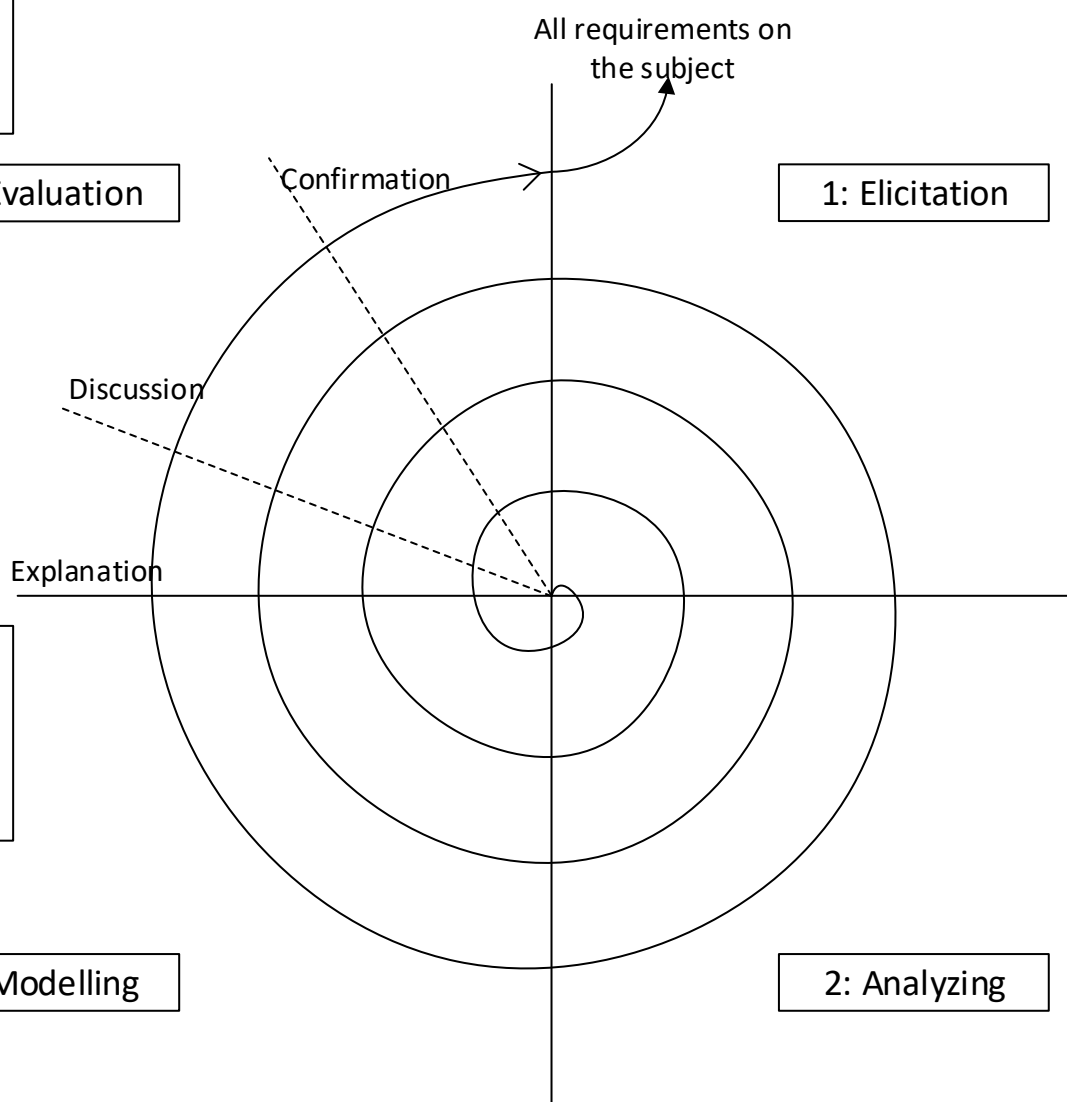 All requirements on
the subject
Confirmation
Evaluation
1: Elicitation
Discussion
Explanation
Modelling
2: Analyzing